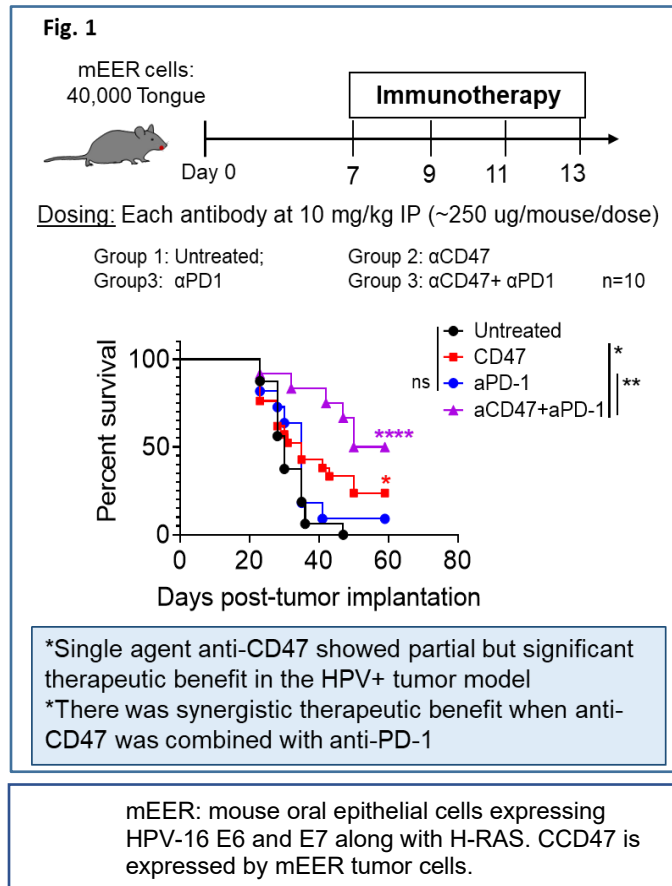 Fig. 1
mEER cells:
40,000 Tongue
Immunotherapy
Day 0
7 9 11 13
Dosing: Each antibody at 10 mg/kg IP (~250 ug/mouse/dose)
Group 1: Untreated; Group 2: αCD47
Group3: αPD1 Group 3: αCD47+ αPD1 n=10
Untreated
CD47
aPD-1
aCD47+aPD-1
ns
*
**
****
*
Percent survival
100
50
0
0 20 40 60 80
Days post-tumor implantation
*Single agent anti-CD47 showed partial but significant
therapeutic benefit in the HPV+ tumor model
*There was synergistic therapeutic benefit when anti-
CD47 was combined with anti-PD-1
mEER: mouse oral epithelial cells expressing
HPV-16 E6 and E7 along with H-RAS. CCD47 is
expressed by mEER tumor cells.